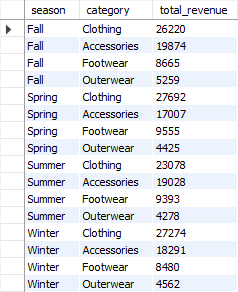 season category total_revenue
Fall Clothing 26220
Fall Accessories 19874
Fall Footwear 8665
Fall Outerwear 5259
Spring Clothing 27692
Spring Accessories 17007
Spring Footwear 9555
Spring Outerwear 4425
Summer Clothing 23078
Summer Accessories 19028
Summer Footwear 9393
Summer Outerwear 4278
Winter Clothing 27274
Winter Accessories 18291
Winter Footwear 8480
Winter Outerwear 4562